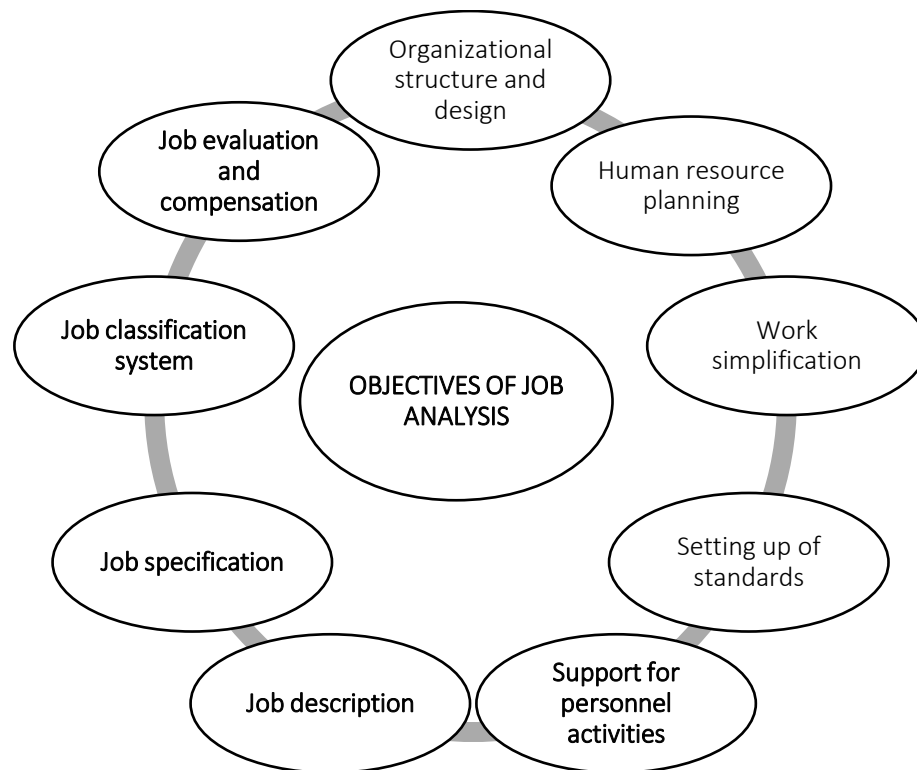 Organizational
structure and
design
Human resource
planning
Work
simplification
Setting up of
standards
Support for
personnel
activities
Job description
Job specification
Job classification
system
Job evaluation
and
compensation
OBJECTIVES OF JOB
ANALYSIS